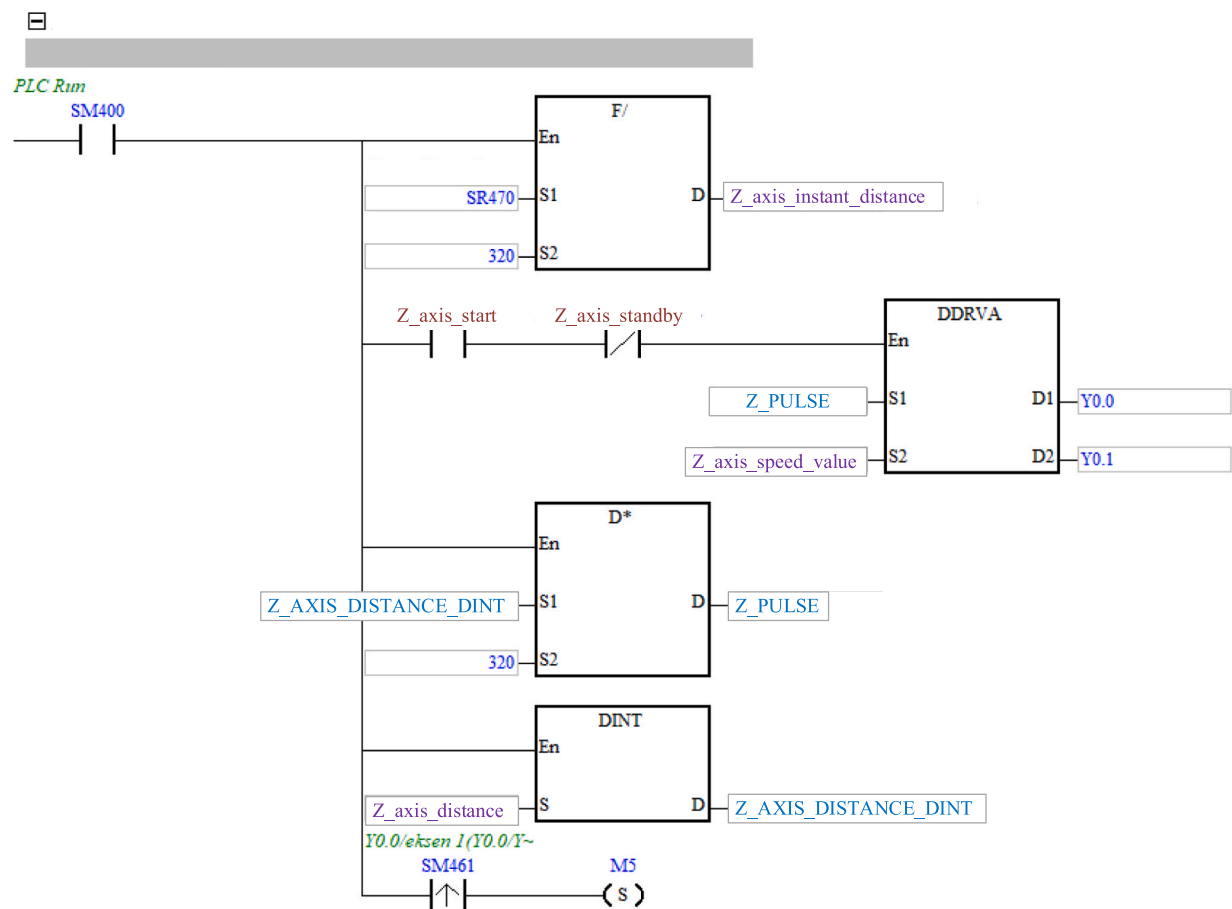 PLC Run
SM400
F/
En
SR470 S1 D Z_axis_instant_distance
320 S2
Z_axis_start Z_axis_standby DDRVA
En
Z_PULSE S1 D1 Y0.0
Z_axis_speed_value S2 D2 Y0.1
D*
En
Z_AXIS_DISTANCE_DINT S1 D Z_PULSE
320 S2
DINT
En
Z_axis_distance S D Z_AXIS_DISTANCE_DINT
Y0.0/eksen 1(Y0.0/Y~
SM461 M5
S